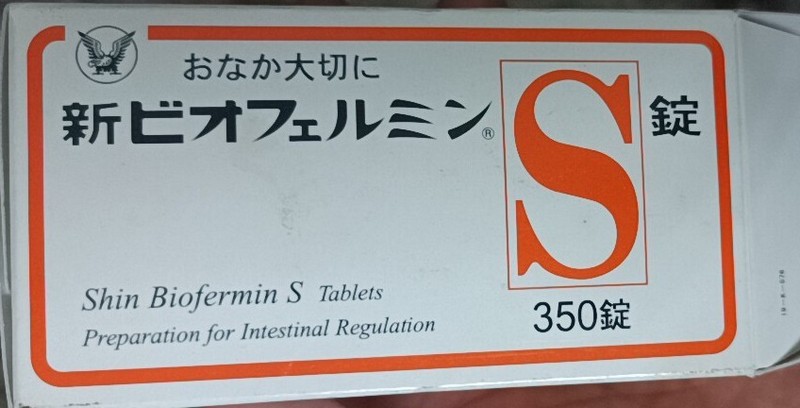 おなか大切に
新ビオフェルミン® S 錠
Shin Biofermin S Tablets
Preparation for Intestinal Regulation
350錠